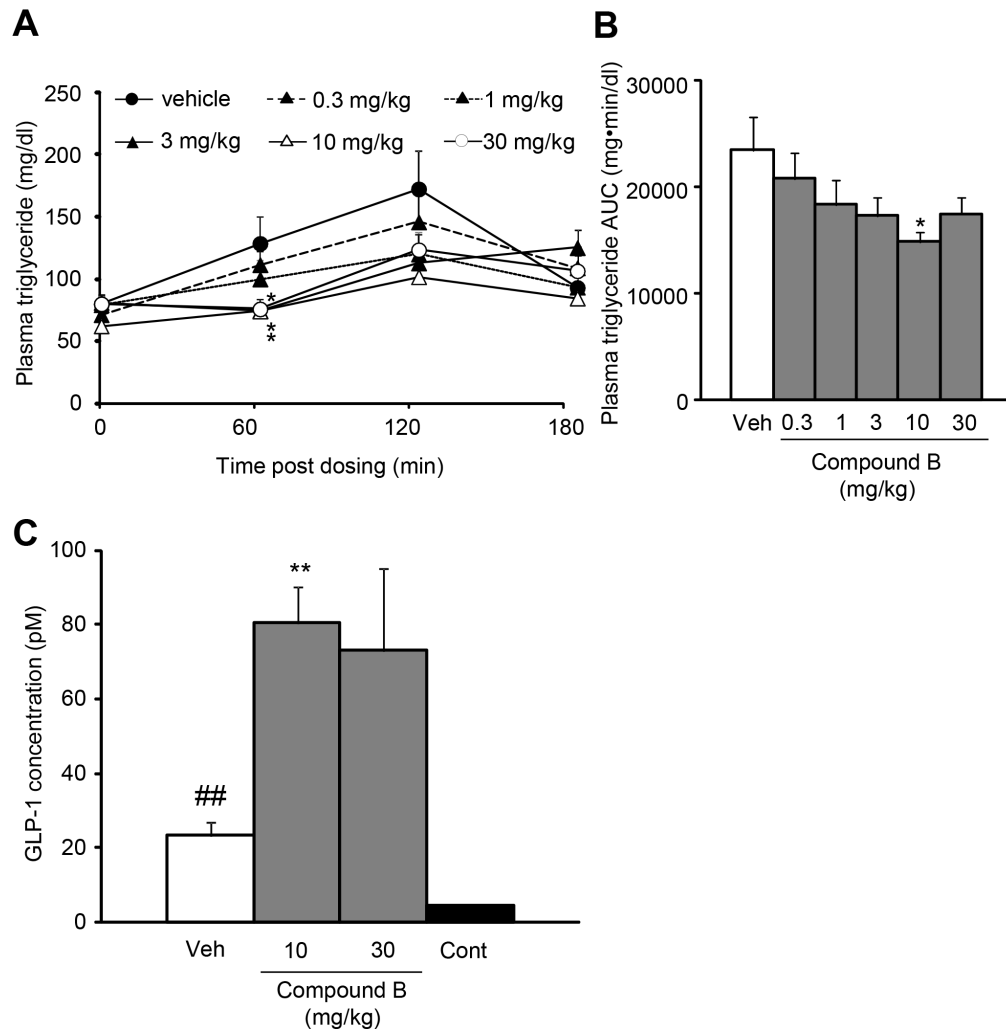 A
Plasma triglyceride (mg/dl)
250
200
150
100
50
0
vehicle 0.3 mg/kg 1 mg/kg
3 mg/kg 10 mg/kg 30 mg/kg
*
*
*
0 60 120 180
Time post dosing (min)
B
Plasma triglyceride AUC (mg•min/dl)
30000
20000
10000
0
*
Veh 0.3 1 3 10 30
Compound B
(mg/kg)
C
GLP-1 concentration (pM)
100
80
60
40
20
0
##
**
Veh 10 30 Cont
Compound B
(mg/kg)